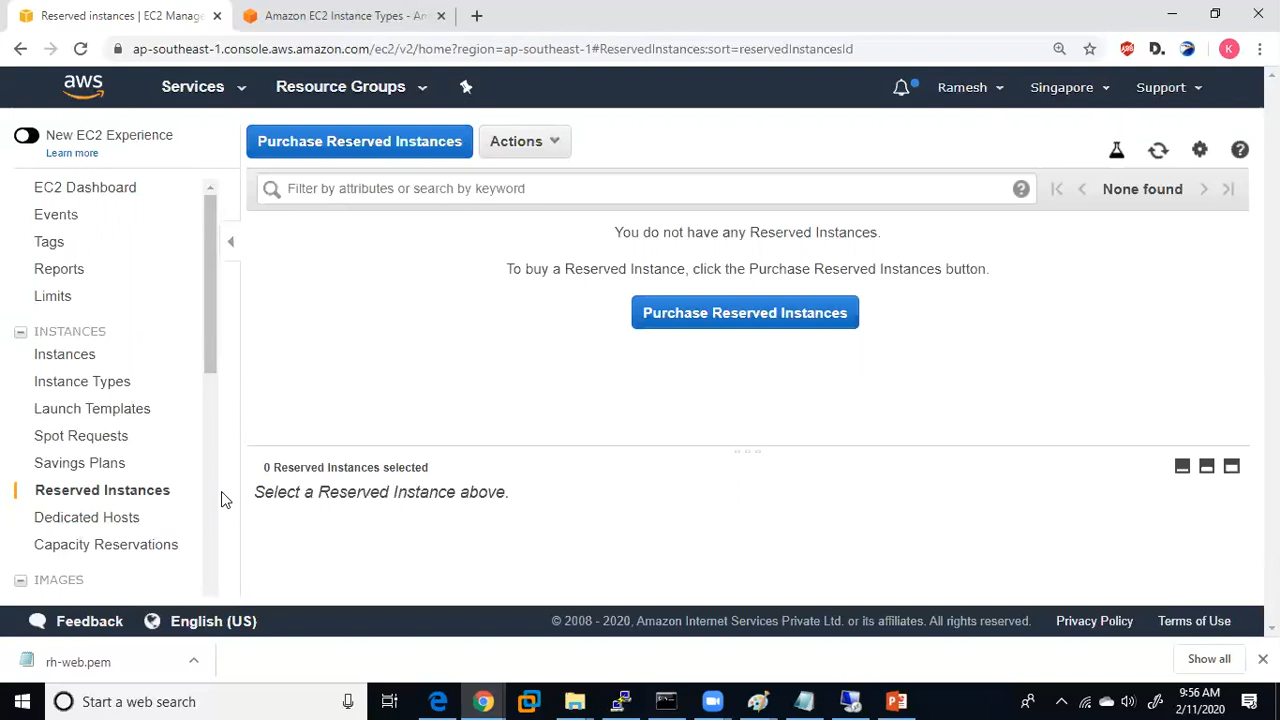 Reserved instances | EC2 Manag
Amazon EC2 Instance Types - Am
ap-southeast-1.console.aws.amazon.com/ec2/v2/home?region=ap-southeast-1#ReservedInstances:sort=reservedInstancesId
K
aws
Services
Resource Groups
Ramesh
Singapore
Support
New EC2 Experience
Learn more
EC2 Dashboard
Events
Tags
Reports
Limits
INSTANCES
Instances
Instance Types
Launch Templates
Spot Requests
Savings Plans
Reserved Instances
Dedicated Hosts
Capacity Reservations
IMAGES
Purchase Reserved Instances
Actions
Filter by attributes or search by keyword
None found
You do not have any Reserved Instances.
To buy a Reserved Instance, click the Purchase Reserved Instances button.
Purchase Reserved Instances
0 Reserved Instances selected
Select a Reserved Instance above.
Feedback
English (US)
© 2008 - 2020, Amazon Internet Services Private Ltd. or its affiliates. All rights reserved.
Privacy Policy
Terms of Use
rh-web.pem
Show all
Start a web search
9:56 AM
2/11/2020